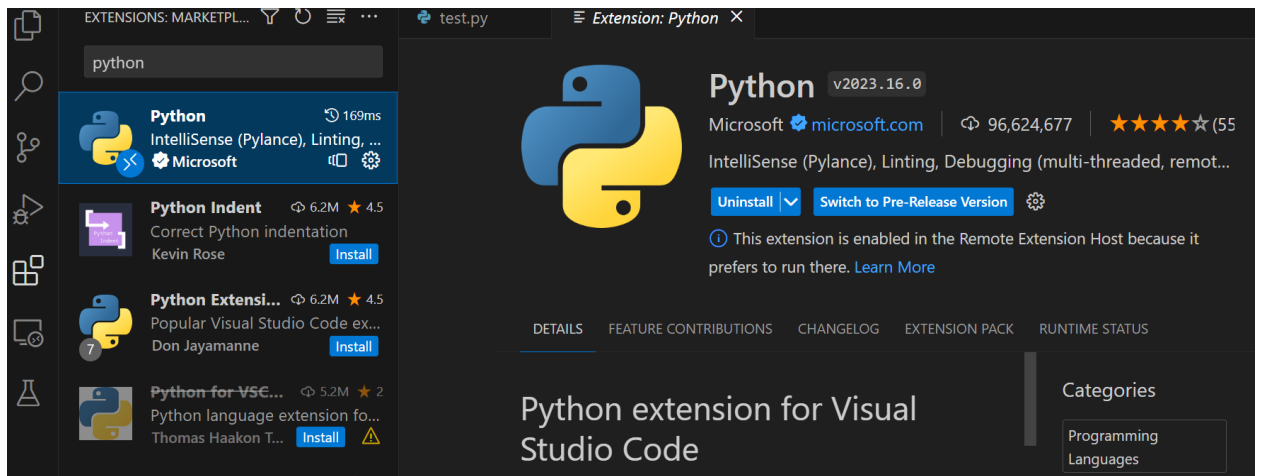 EXTENSIONS: MARKETPL...
python
Python 169ms
IntelliSense (Pylance), Linting, ...
Microsoft
Python Indent 6.2M ★ 4.5
Correct Python indentation
Kevin Rose Install
Python Extensi... 6.2M ★ 4.5
Popular Visual Studio Code ex...
Don Jayamanne Install
7
Python for VSC... 5.2M ★ 2
Python language extension fo...
Thomas Haakon T... Install
test.py Extension: Python
Python v2023.16.0
Microsoft microsoft.com 96,624,677 ★★★★☆ (55
IntelliSense (Pylance), Linting, Debugging (multi-threaded, remot...
Uninstall Switch to Pre-Release Version
This extension is enabled in the Remote Extension Host because it
prefers to run there. Learn More
DETAILS FEATURE CONTRIBUTIONS CHANGELOG EXTENSION PACK RUNTIME STATUS
Python extension for Visual
Studio Code
Categories
Programming
Languages